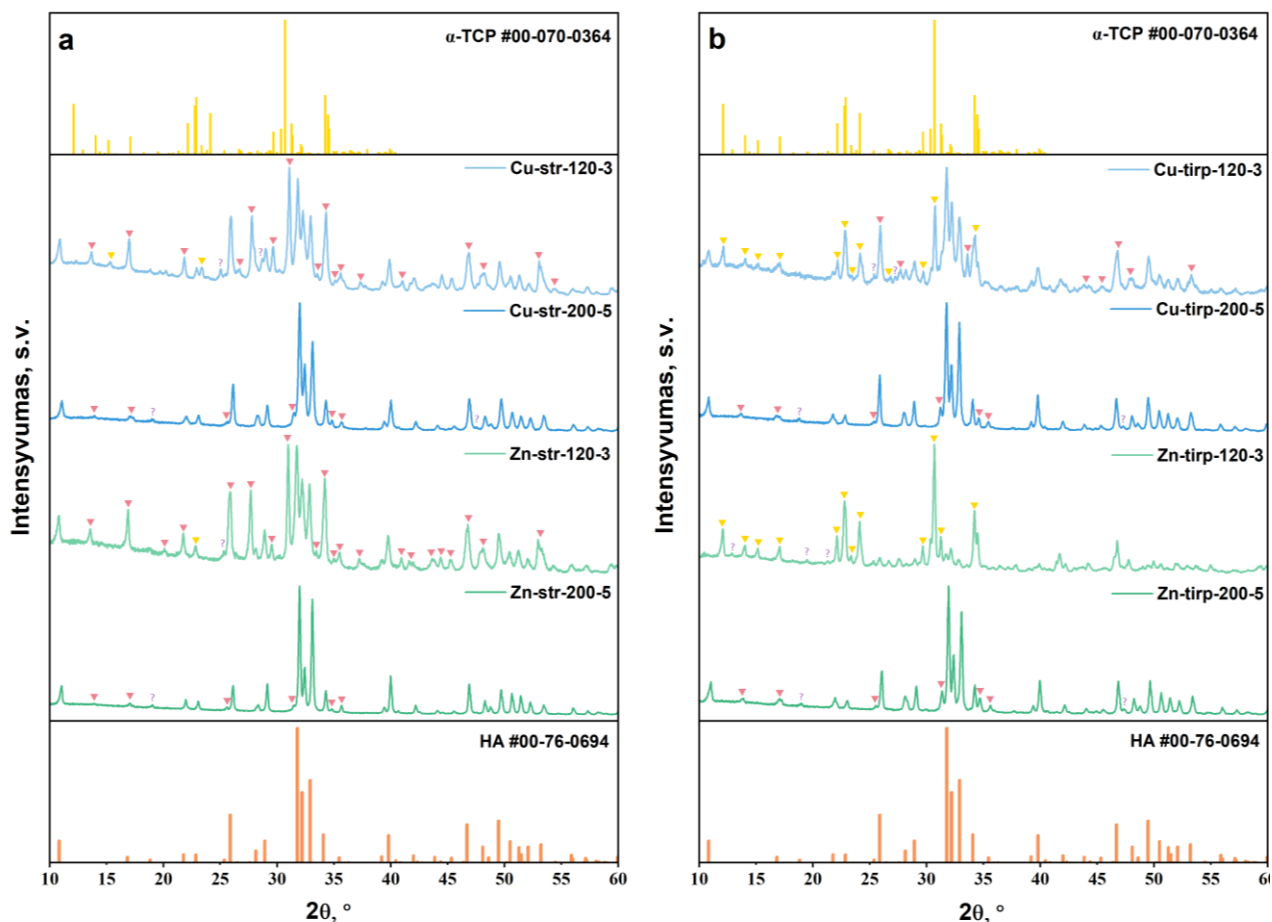 a
α-TCP #00-070-0364
Cu-str-120-3
?
?
Cu-str-200-5
?
?
Zn-str-120-3
?
Zn-str-200-5
?
HA #00-76-0694
10 15 20 25 30 35 40 45 50 55 60
2θ, °
Intensyvumas, s.v.
b
α-TCP #00-070-0364
Cu-tirp-120-3
?
?
Cu-tirp-200-5
?
?
Zn-tirp-120-3
?
?
?
Zn-tirp-200-5
?
?
HA #00-76-0694
10 15 20 25 30 35 40 45 50 55 60
2θ, °
Intensyvumas, s.v.